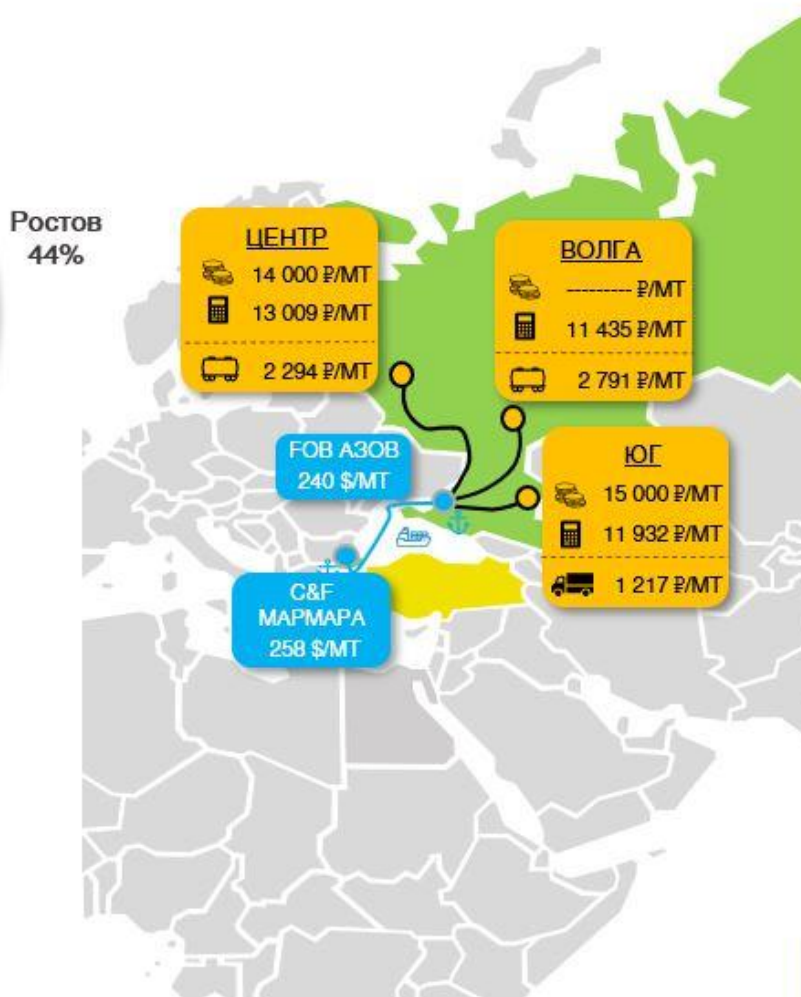 Ростов
44%
ЦЕНТР
14 000 ₽/МТ
13 009 ₽/МТ
2 294 ₽/МТ
ВОЛГА
--------- ₽/МТ
11 435 ₽/МТ
2 791 ₽/МТ
FOB АЗОВ
240 $/МТ
ЮГ
15 000 ₽/МТ
11 932 ₽/МТ
1 217 ₽/МТ
C&F
МАРМАРА
258 $/МТ